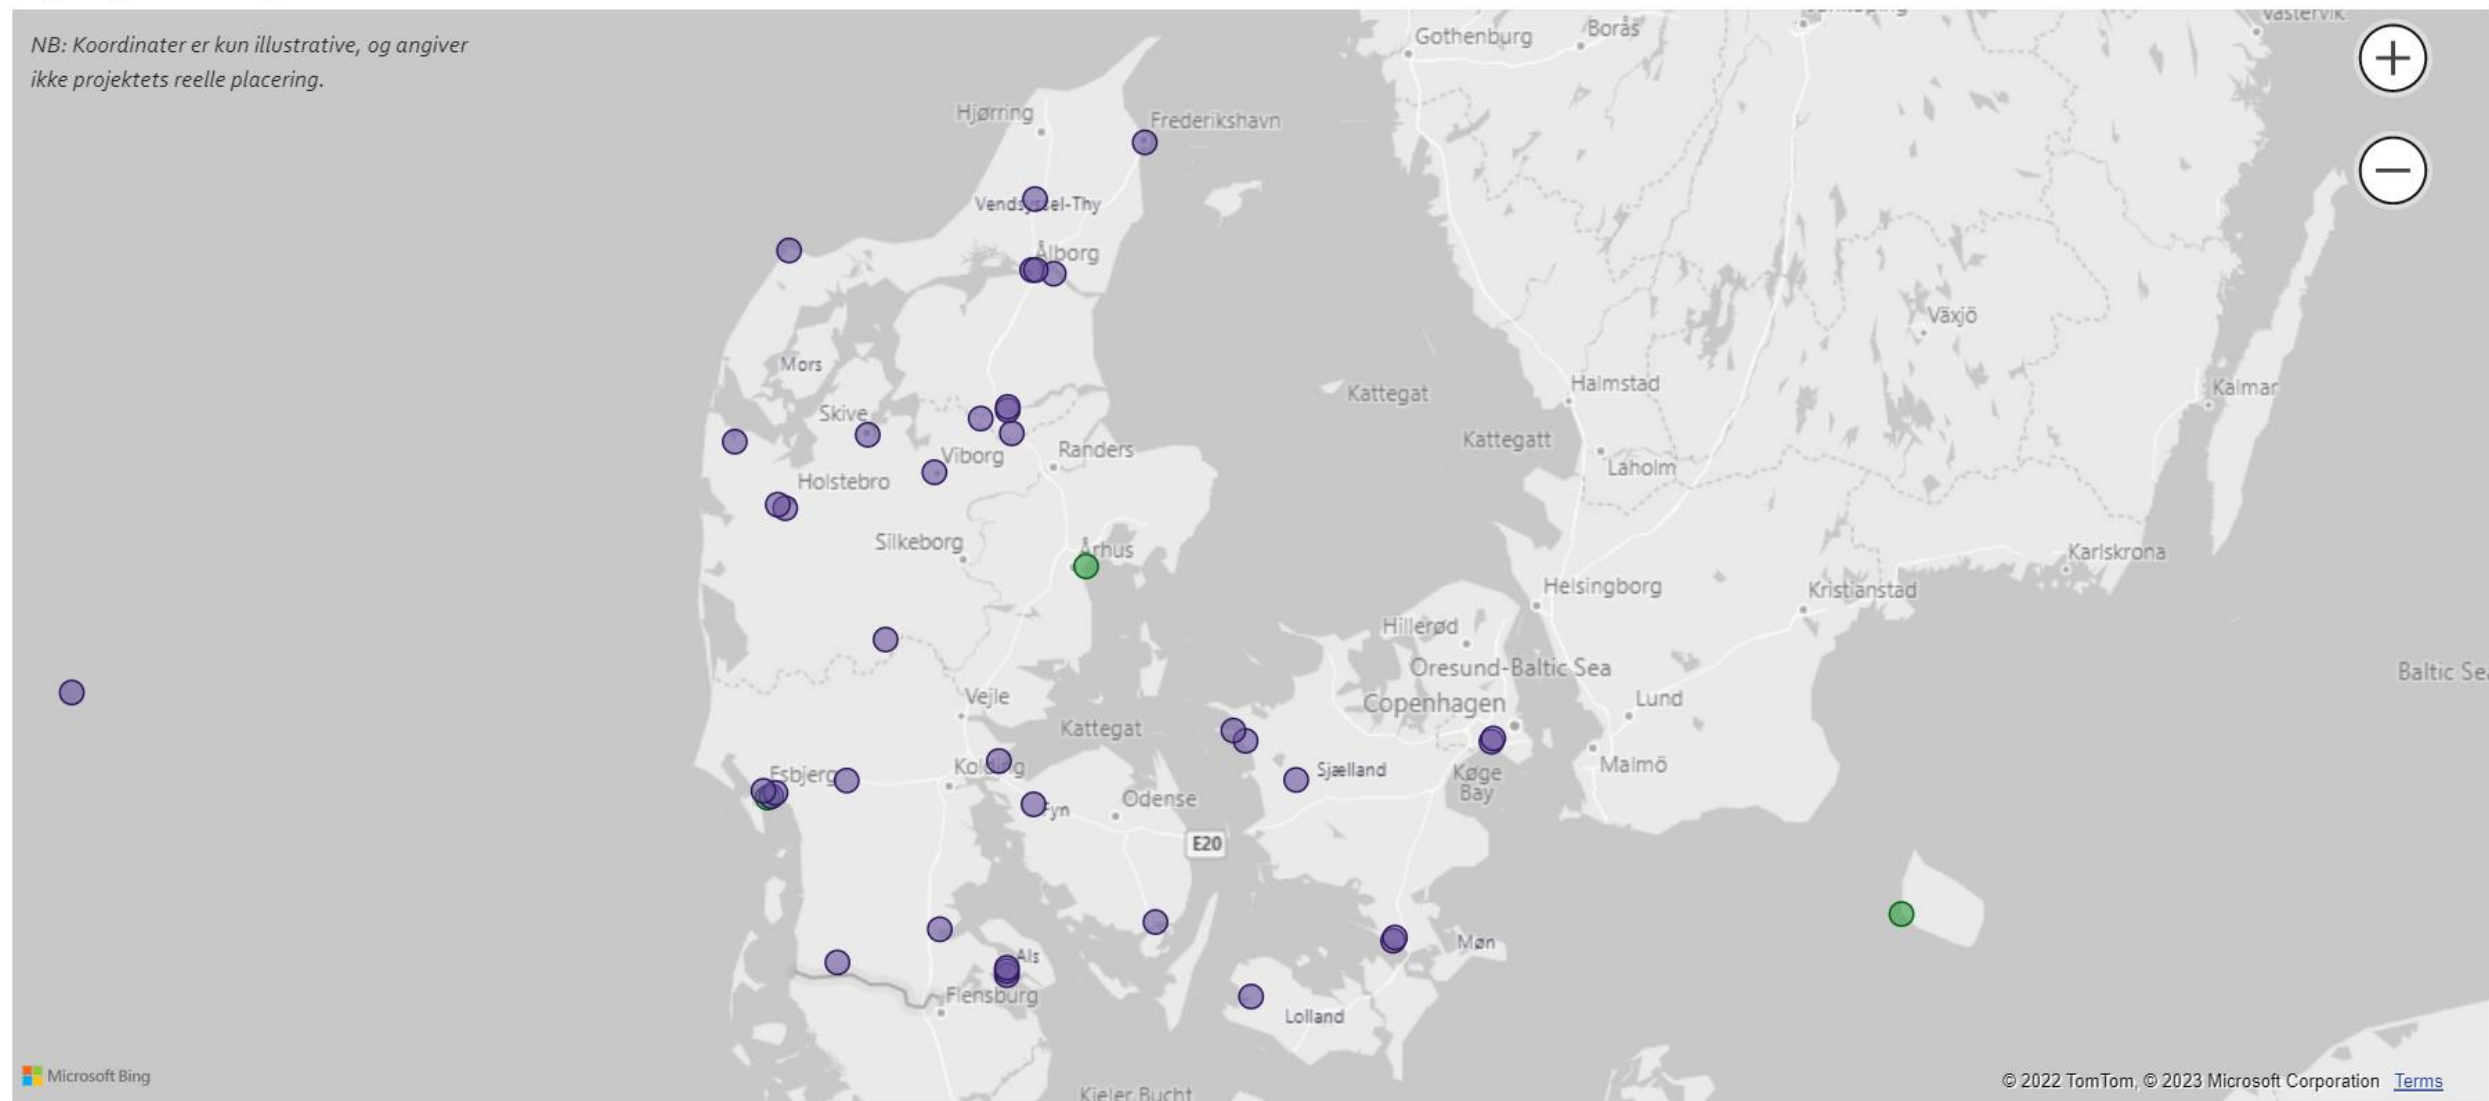 NB: Koordinater er kun illustrative, og angiver
ikke projektets reelle placering.
Gothenburg
Borås
Västervik
Hjørring
Frederikshavn
Vendsyssel-Thy
Ålborg
Växjö
Mors
Halmstad
Kalmar
Kattegat
Skive
Kattegatt
Viborg
Randers
Laholm
Holstebro
Silkeborg
Århus
Karlskrona
Helsingborg
Kristianstad
Hillerød
Oresund-Baltic Sea
Baltic Se
Vejle
Copenhagen
Lund
Kattegat
Esbjerg
Kolding
Sjælland
Køge
Bay
Malmö
Fyn
Odense
E20
Als
Møn
Flensburg
Lolland
Microsoft Bing
Kieler Bucht
© 2022 TomTom, © 2023 Microsoft Corporation Terms